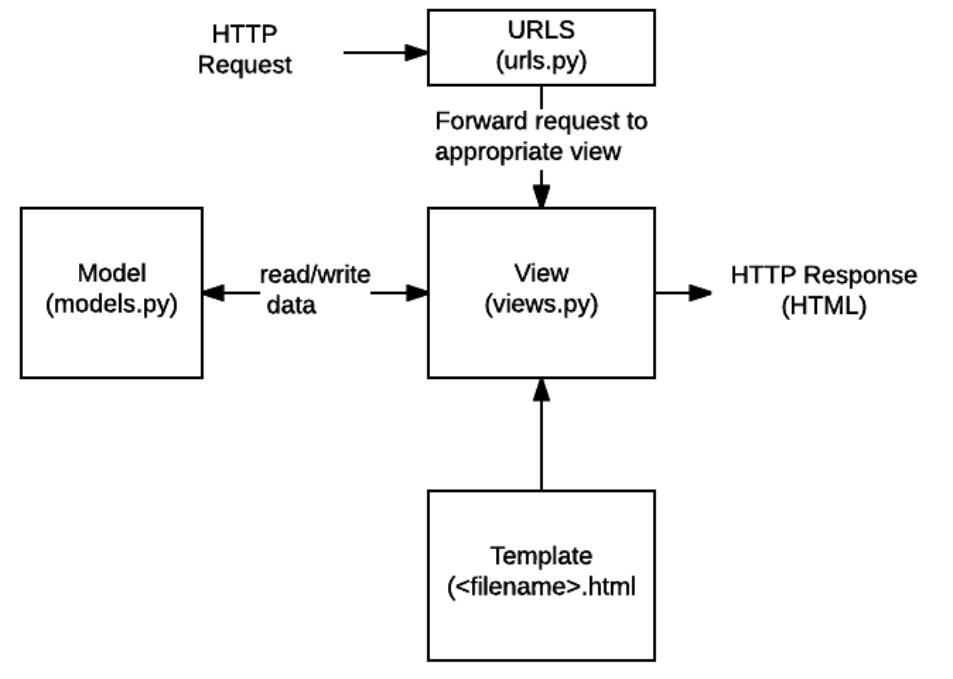 HTTP
Request
URLS
(urls.py)
Forward request to
appropriate view
Model
(models.py)
read/write
data
View
(views.py)
HTTP Response
(HTML)
Template
(<filename>.html